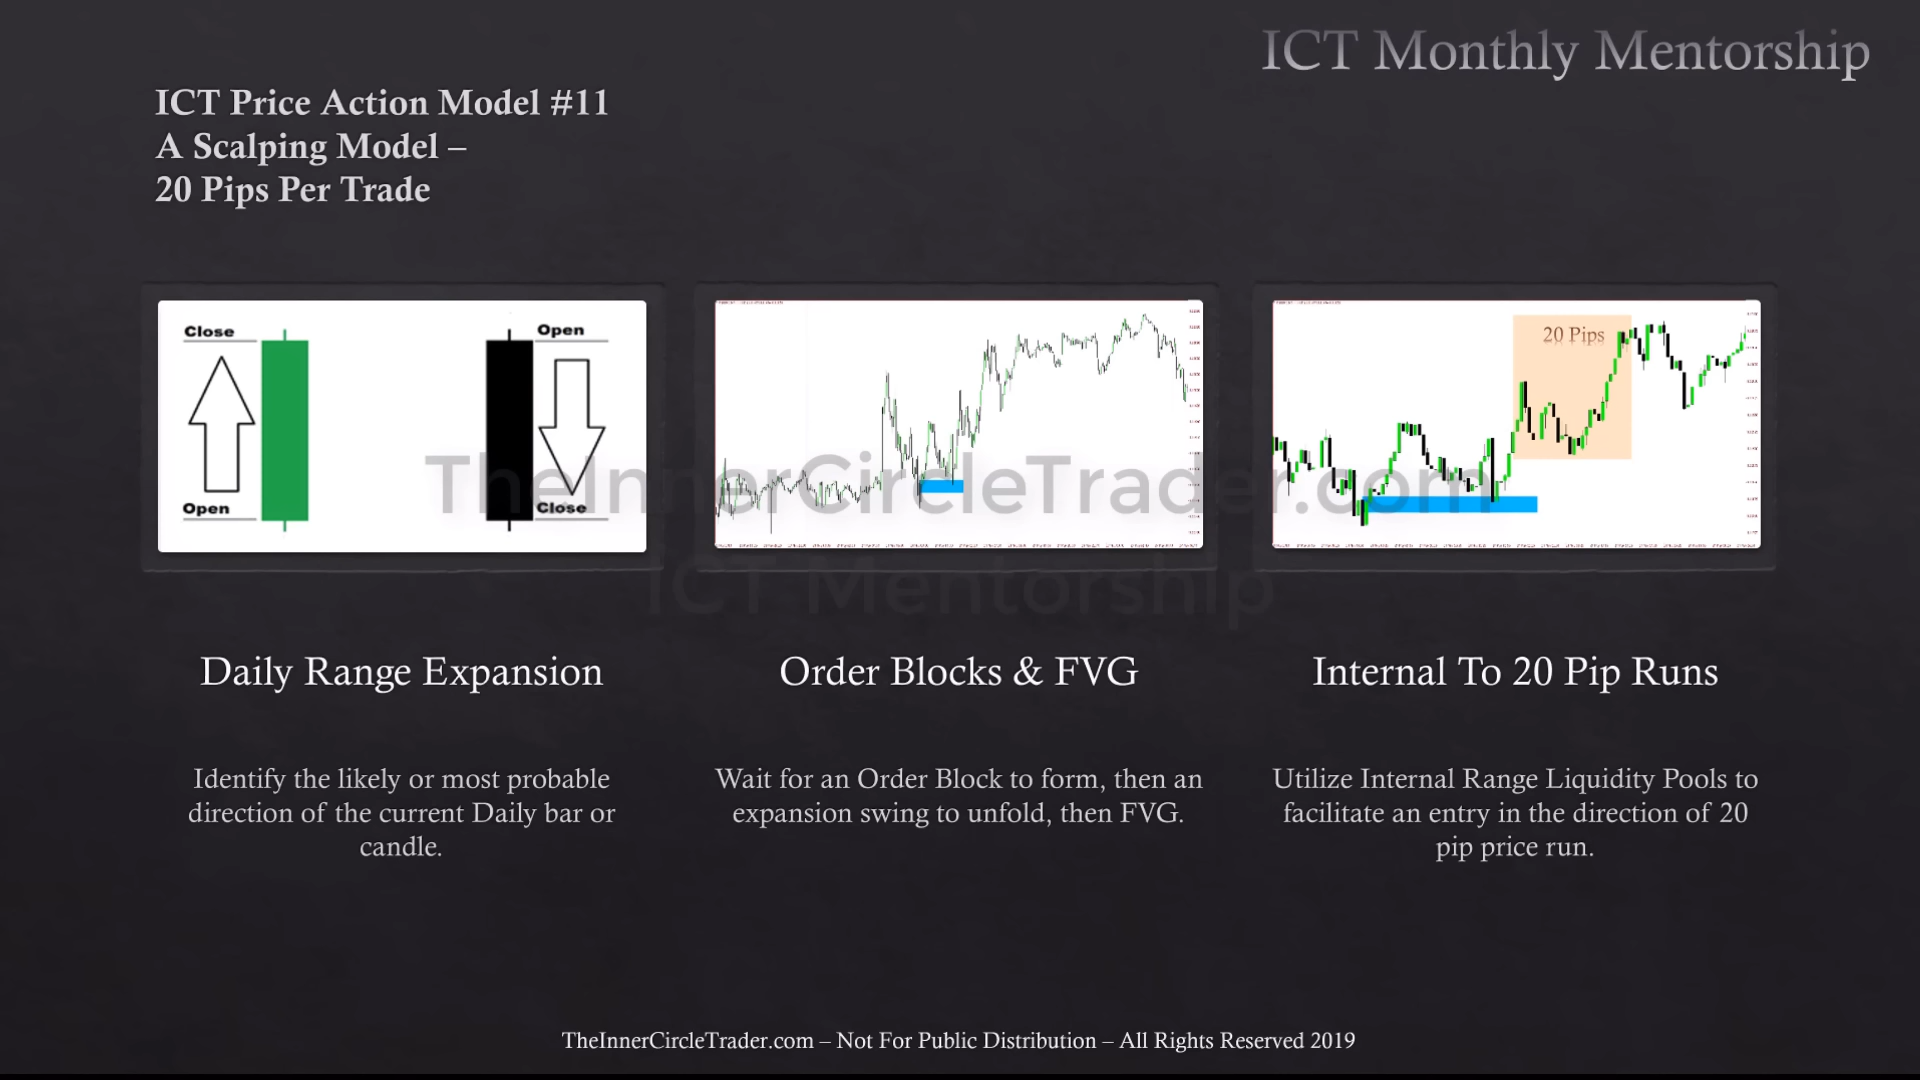 ICT Monthly Mentorship
ICT Price Action Model #11
A Scalping Model –
20 Pips Per Trade
Close
Open
Open
Close
20 Pips
TheInnerCircleTrader.com
ICT Mentorship
Daily Range Expansion
Identify the likely or most probable
direction of the current Daily bar or
candle.
Order Blocks & FVG
Wait for an Order Block to form, then an
expansion swing to unfold, then FVG.
Internal To 20 Pip Runs
Utilize Internal Range Liquidity Pools to
facilitate an entry in the direction of 20
pip price run.
TheInnerCircleTrader.com – Not For Public Distribution – All Rights Reserved 2019